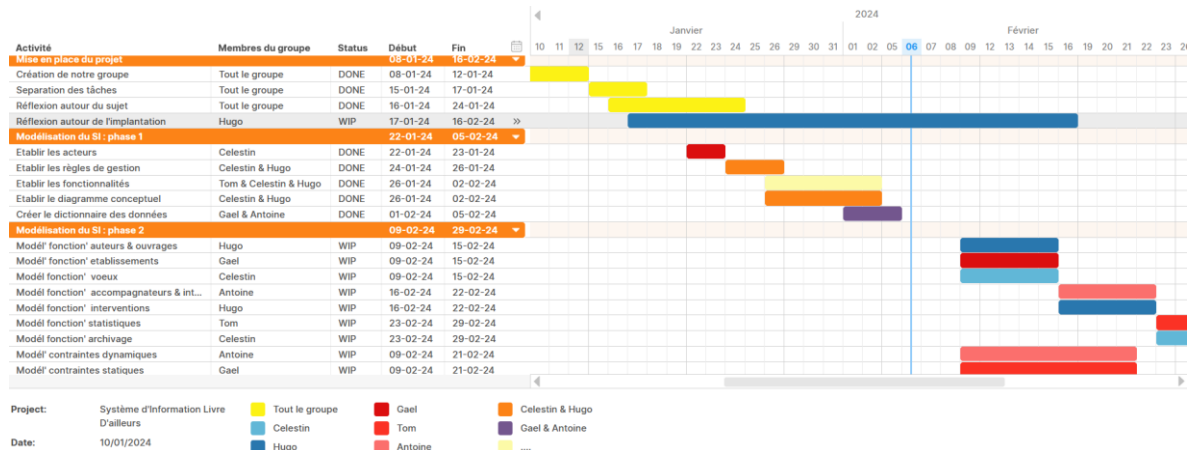 2024
Janvier Février
Activité Membres du groupe Status Début Fin 10 11 12 15 16 17 18 19 22 23 24 25 26 29 30 31 01 02 05 06 07 08 09 12 13 14 15 16 19 20 21 22 23 26
Mise en place du projet 08-01-24 16-02-24
Création de notre groupe Tout le groupe DONE 08-01-24 12-01-24
Separation des tâches Tout le groupe DONE 15-01-24 17-01-24
Réflexion autour du sujet Tout le groupe DONE 16-01-24 24-01-24
Réflexion autour de l'implantation Hugo WIP 17-01-24 16-02-24 »
Modélisation du SI : phase 1 22-01-24 05-02-24
Etablir les acteurs Celestin DONE 22-01-24 23-01-24
Etablir les règles de gestion Celestin & Hugo DONE 24-01-24 26-01-24
Etablir les fonctionnalités Tom & Celestin & Hugo DONE 26-01-24 02-02-24
Etablir le diagramme conceptuel Celestin & Hugo DONE 26-01-24 02-02-24
Créer le dictionnaire des données Gael & Antoine DONE 01-02-24 05-02-24
Modélisation du SI : phase 2 09-02-24 29-02-24
Modél' fonction' auteurs & ouvrages Hugo WIP 09-02-24 15-02-24
Modél' fonction' etablissements Gael WIP 09-02-24 15-02-24
Modél fonction' voeux Celestin WIP 09-02-24 15-02-24
Modél fonction' accompagnateurs & int... Antoine WIP 16-02-24 22-02-24
Modél fonction' interventions Hugo WIP 16-02-24 22-02-24
Modél fonction' statistiques Tom WIP 23-02-24 29-02-24
Modél fonction' archivage Celestin WIP 23-02-24 29-02-24
Modél' contraintes dynamiques Antoine WIP 09-02-24 21-02-24
Modél' contraintes statiques Gael WIP 09-02-24 21-02-24
Project: Système d'Information Livre Tout le groupe Gael Celestin & Hugo
D'ailleurs Celestin Tom Gael & Antoine
Date: 10/01/2024 Hugo Antoine ....